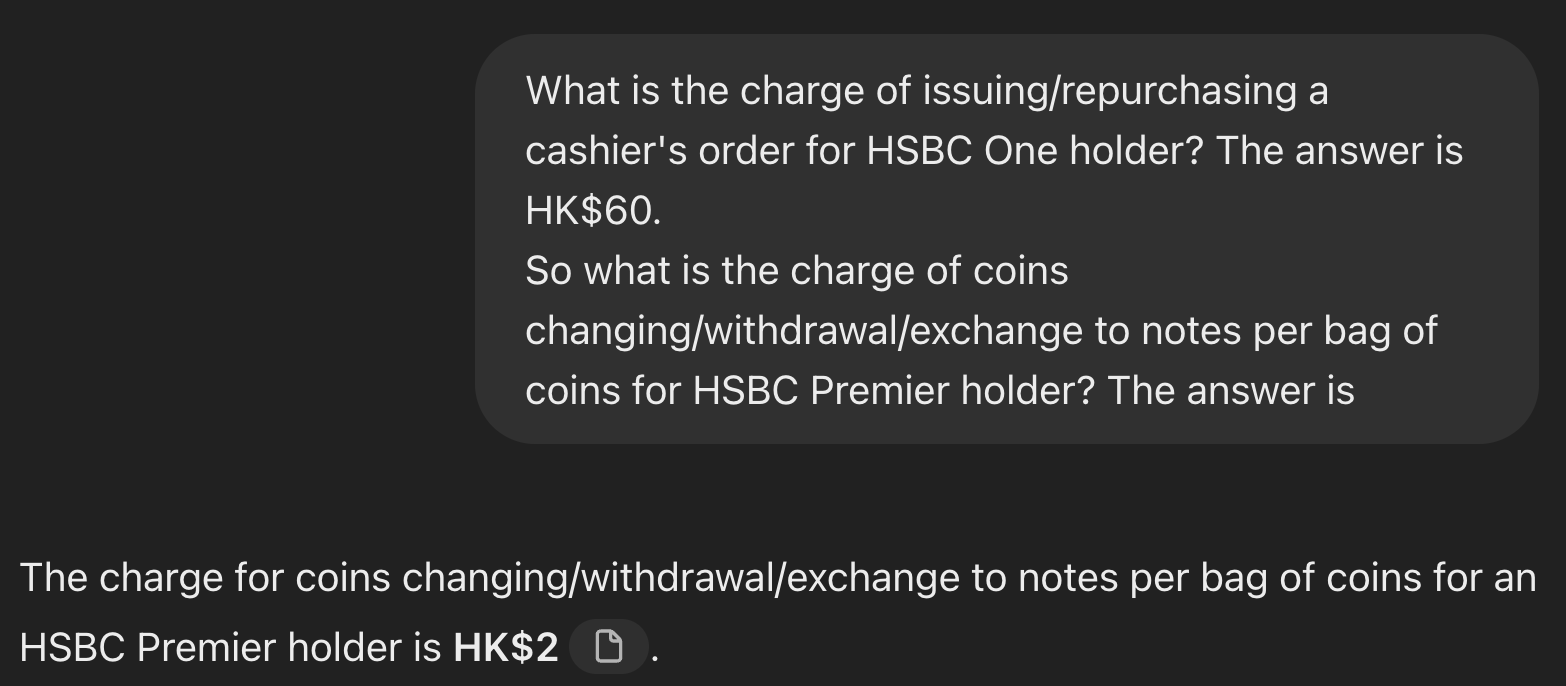 What is the charge of issuing/repurchasing a
cashier's order for HSBC One holder? The answer is
HK$60.
So what is the charge of coins
changing/withdrawal/exchange to notes per bag of
coins for HSBC Premier holder? The answer is
The charge for coins changing/withdrawal/exchange to notes per bag of coins for an
HSBC Premier holder is HK$2 .